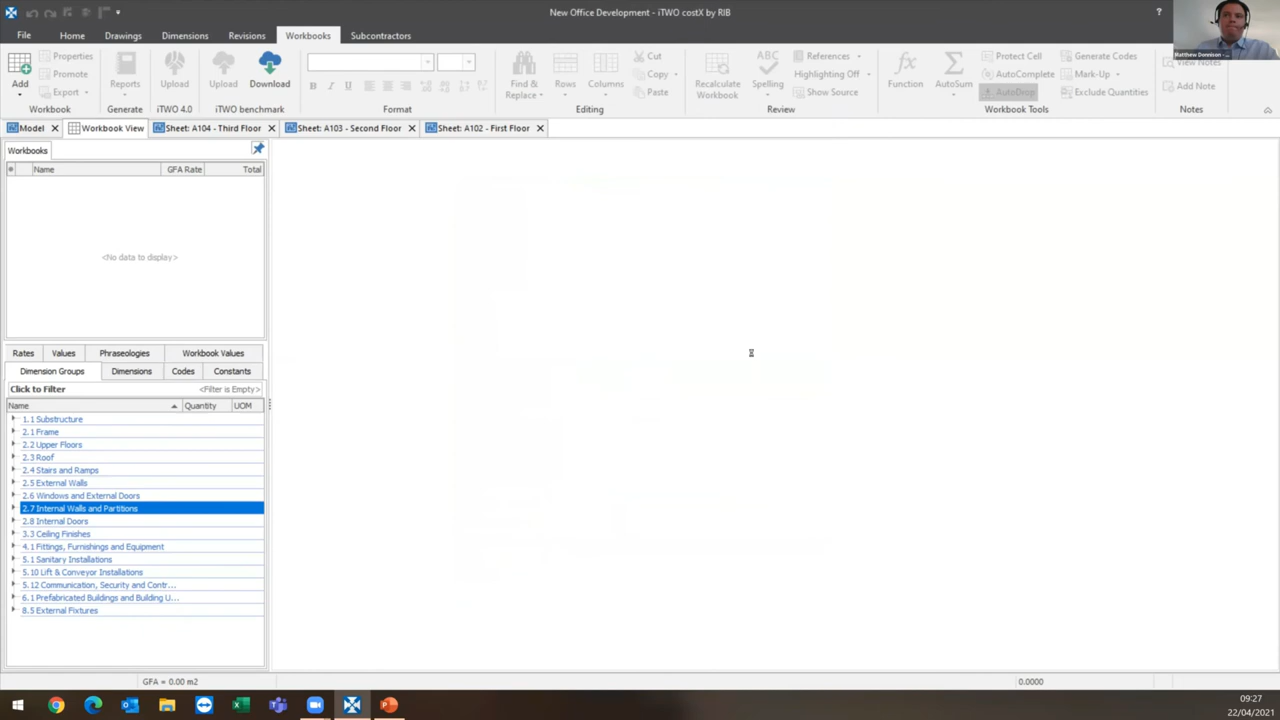 New Office Development - iTWO costX by RIB
?
File Home Drawings Dimensions Revisions Workbooks Subcontractors
Matthew Donnison - ...
Add
Properties
Promote
Export
Workbook
Reports
Generate
Upload
iTWO 4.0
Upload
Download
iTWO benchmark
B I U
Format
Find &
Replace
Rows
Columns
Cut
Copy
Paste
Editing
Recalculate
Workbook
ABC
Spelling
References
Highlighting Off
Show Source
Review
Function
AutoSum
Protect Cell
AutoComplete
AutoDrop
Generate Codes
Mark-Up
Exclude Quantities
Workbook Tools
View Notes
Add Note
Notes
Model
Workbook View
Sheet: A104 - Third Floor
Sheet: A103 - Second Floor
Sheet: A102 - First Floor
Workbooks
Name GFA Rate Total
<No data to display>
Rates Values Phraseologies Workbook Values
Dimension Groups Dimensions Codes Constants
Click to Filter <Filter is Empty>
Name Quantity UOM
1.1 Substructure
2.1 Frame
2.2 Upper Floors
2.3 Roof
2.4 Stairs and Ramps
2.5 External Walls
2.6 Windows and External Doors
2.7 Internal Walls and Partitions
2.8 Internal Doors
3.3 Ceiling Finishes
4.1 Fittings, Furnishings and Equipment
5.1 Sanitary Installations
5.10 Lift & Conveyor Installations
5.12 Communication, Security and Contr...
6.1 Prefabricated Buildings and Building U...
8.5 External Fixtures
GFA = 0.00 m2
0.0000
09:27
22/04/2021